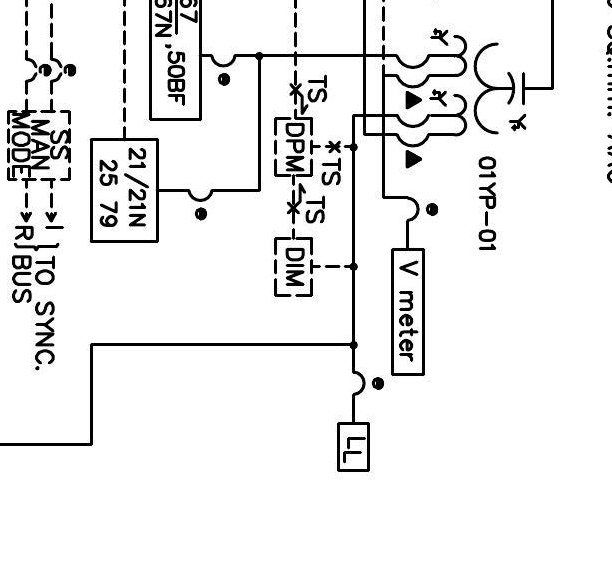 67
67N,50BF
TS
DPM
TS
TS
DIM
21/21N
25 79
SS
MAN
MODE
I
R
TO SYNC.
BUS
01YP-01
V meter
LL